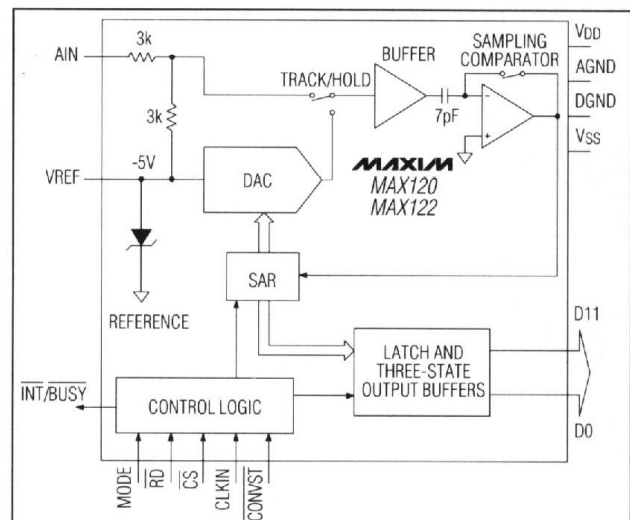 AIN
3k
3k
VREF
-5V
REFERENCE
TRACK/HOLD
BUFFER
7pF
SAMPLING
COMPARATOR
-
+
VDD
AGND
DGND
VSS
MAXIM
MAX120
MAX122
DAC
SAR
LATCH AND
THREE-STATE
OUTPUT BUFFERS
D11
D0
INT/BUSY
CONTROL LOGIC
MODE
RD
CS
CLKIN
CONVST